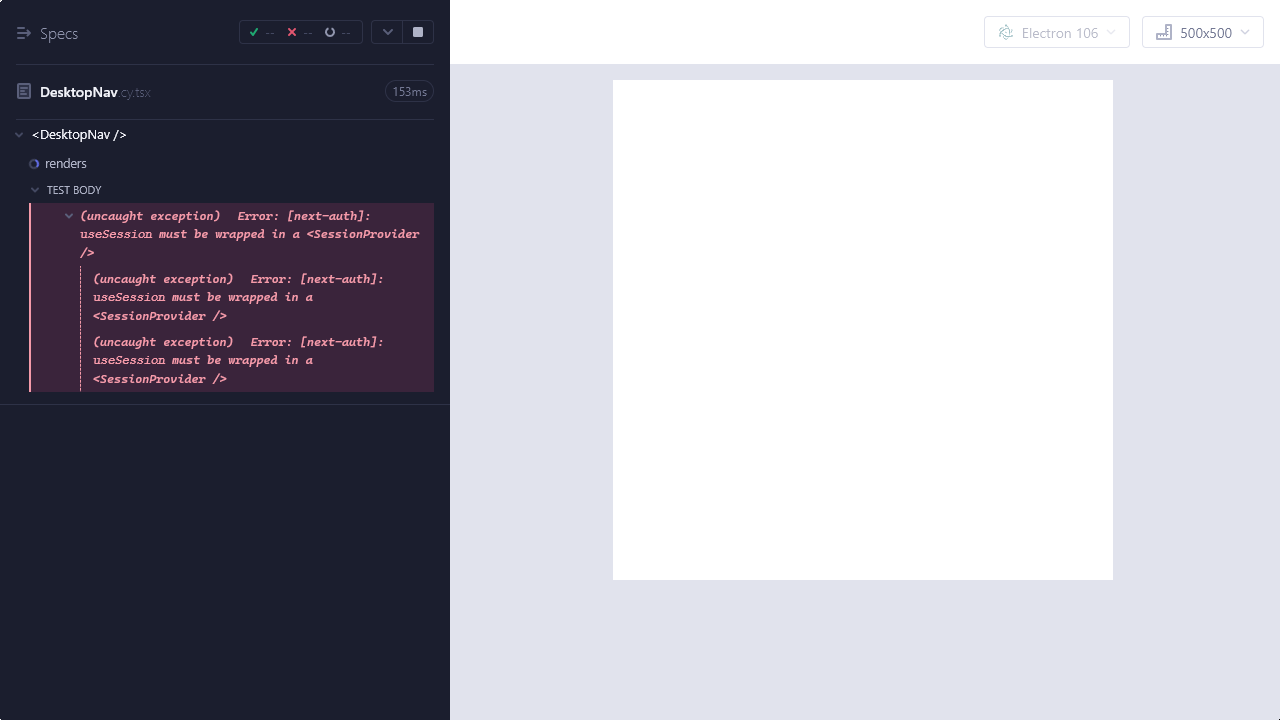 Specs
-- -- --
Electron 106
500x500
DesktopNav.cy.tsx
153ms
<DesktopNav />
renders
TEST BODY
(uncaught exception) Error: [next-auth]:
useSession must be wrapped in a <SessionProvider
/>
(uncaught exception) Error: [next-auth]:
useSession must be wrapped in a
<SessionProvider />
(uncaught exception) Error: [next-auth]:
useSession must be wrapped in a
<SessionProvider />